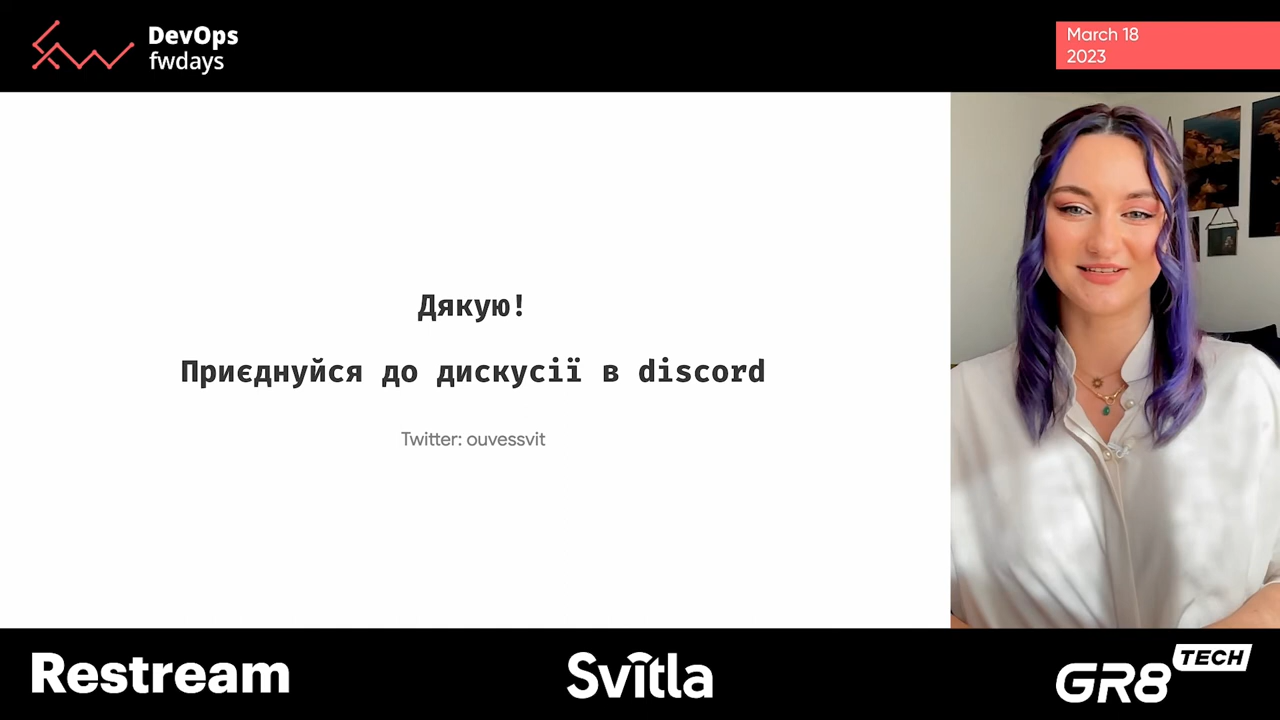 DevOps
fwdays
March 18
2023
Дякую!
Приєднуйся до дискусії в discord
Twitter: ouvessvit
Restream
Svitla
GR8 TECH